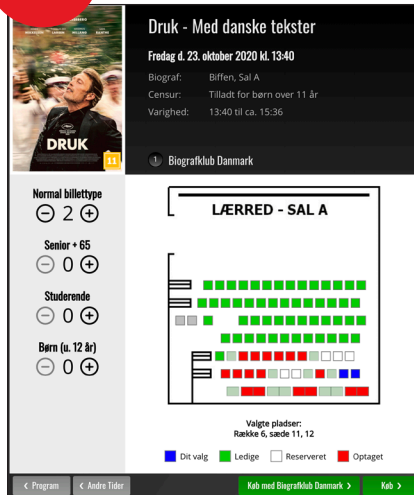 DRUK
11
Druk - Med danske tekster
Fredag d. 23. oktober 2020 kl. 13:40
Biograf: Biffen, Sal A
Censur: Tilladt for børn over 11 år
Varighed: 13:40 til ca. 15:36
1 Biografklub Danmark
Normal billettype
2
Senior + 65
0
Studerende
0
Børn (u. 12 år)
0
LÆRRED - SAL A
Valgte pladser:
Række 6, sæde 11, 12
Dit valg Ledige Reserveret Optaget
Program
Andre Tider
Køb med Biografklub Danmark
Køb